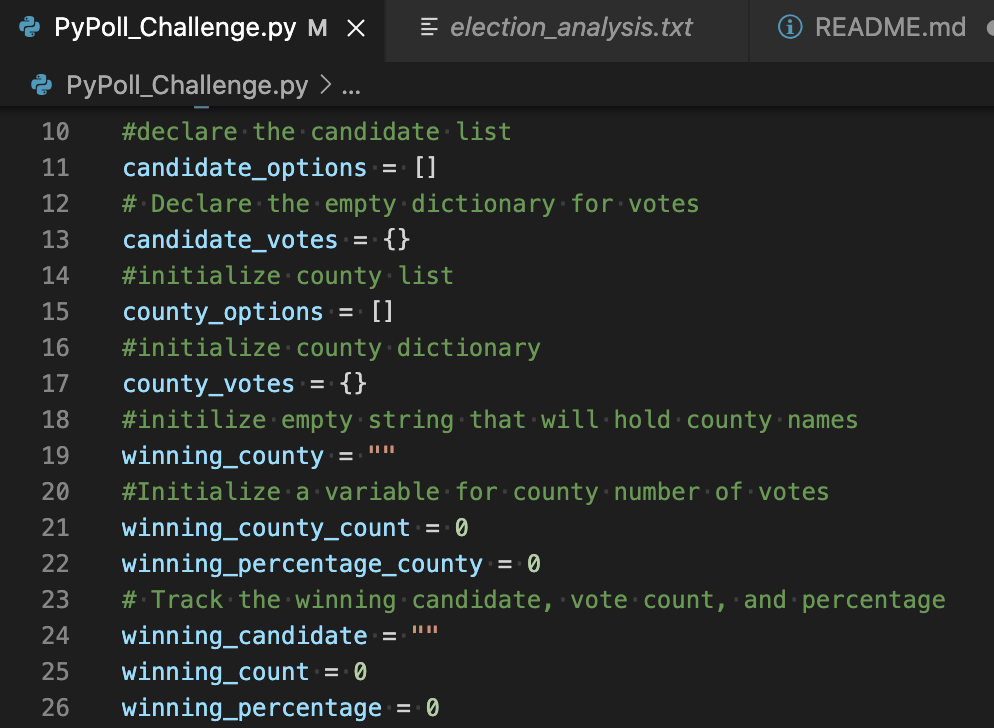 PyPoll_Challenge.py M election_analysis.txt README.md
PyPoll_Challenge.py > ...
10 #declare the candidate list
11 candidate_options = []
12 # Declare the empty dictionary for votes
13 candidate_votes = {}
14 #initialize county list
15 county_options = []
16 #initialize county dictionary
17 county_votes = {}
18 #initilize empty string that will hold county names
19 winning_county = ""
20 #Initialize a variable for county number of votes
21 winning_county_count = 0
22 winning_percentage_county = 0
23 # Track the winning candidate, vote count, and percentage
24 winning_candidate = ""
25 winning_count = 0
26 winning_percentage = 0